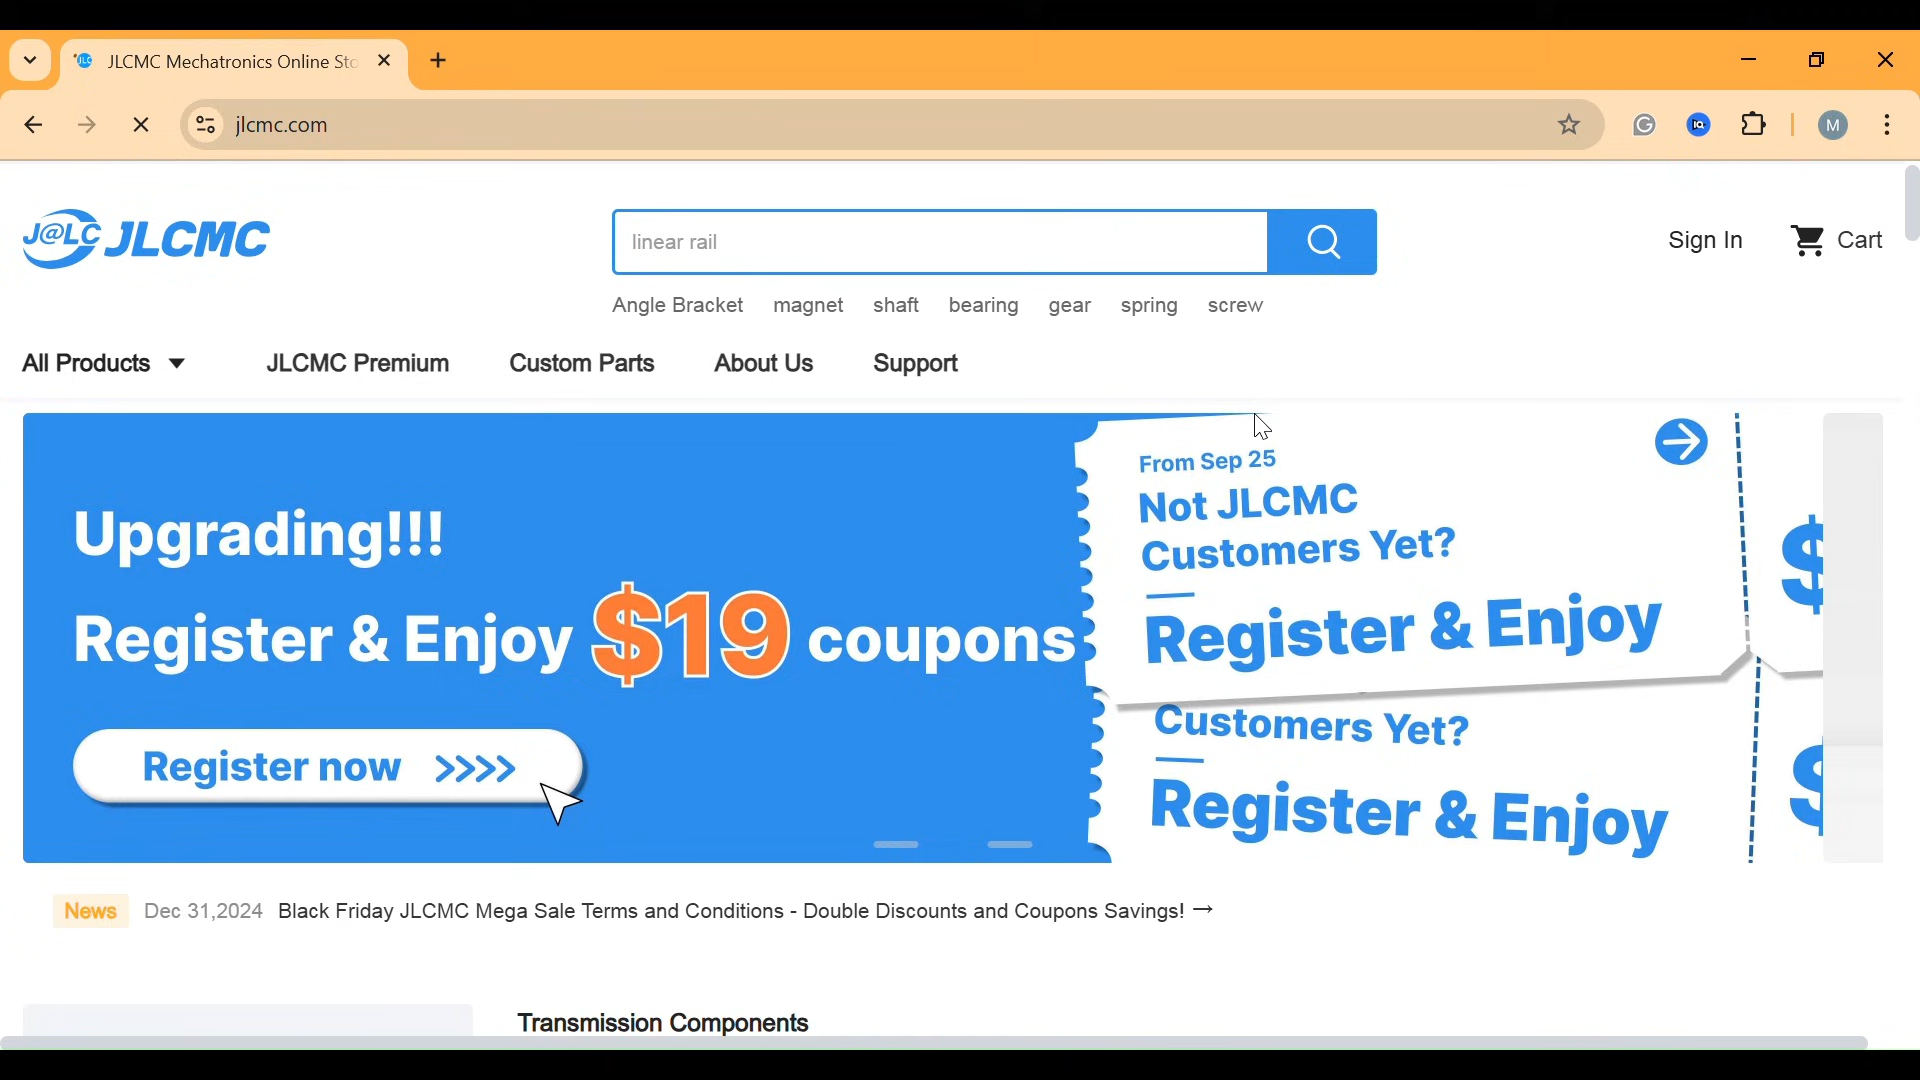 JLCMC Mechatronics Online Sto
jlcmc.com
M
J@LC JLCMC
linear rail
Sign In
Cart
Angle Bracket magnet shaft bearing gear spring screw
All Products
JLCMC Premium
Custom Parts
About Us
Support
Upgrading!!!
Register & Enjoy $19 coupons
Register now >>>>
From Sep 25
Not JLCMC
Customers Yet?
Register & Enjoy
$
Customers Yet?
Register & Enjoy
$
News Dec 31,2024 Black Friday JLCMC Mega Sale Terms and Conditions - Double Discounts and Coupons Savings! →
Transmission Components